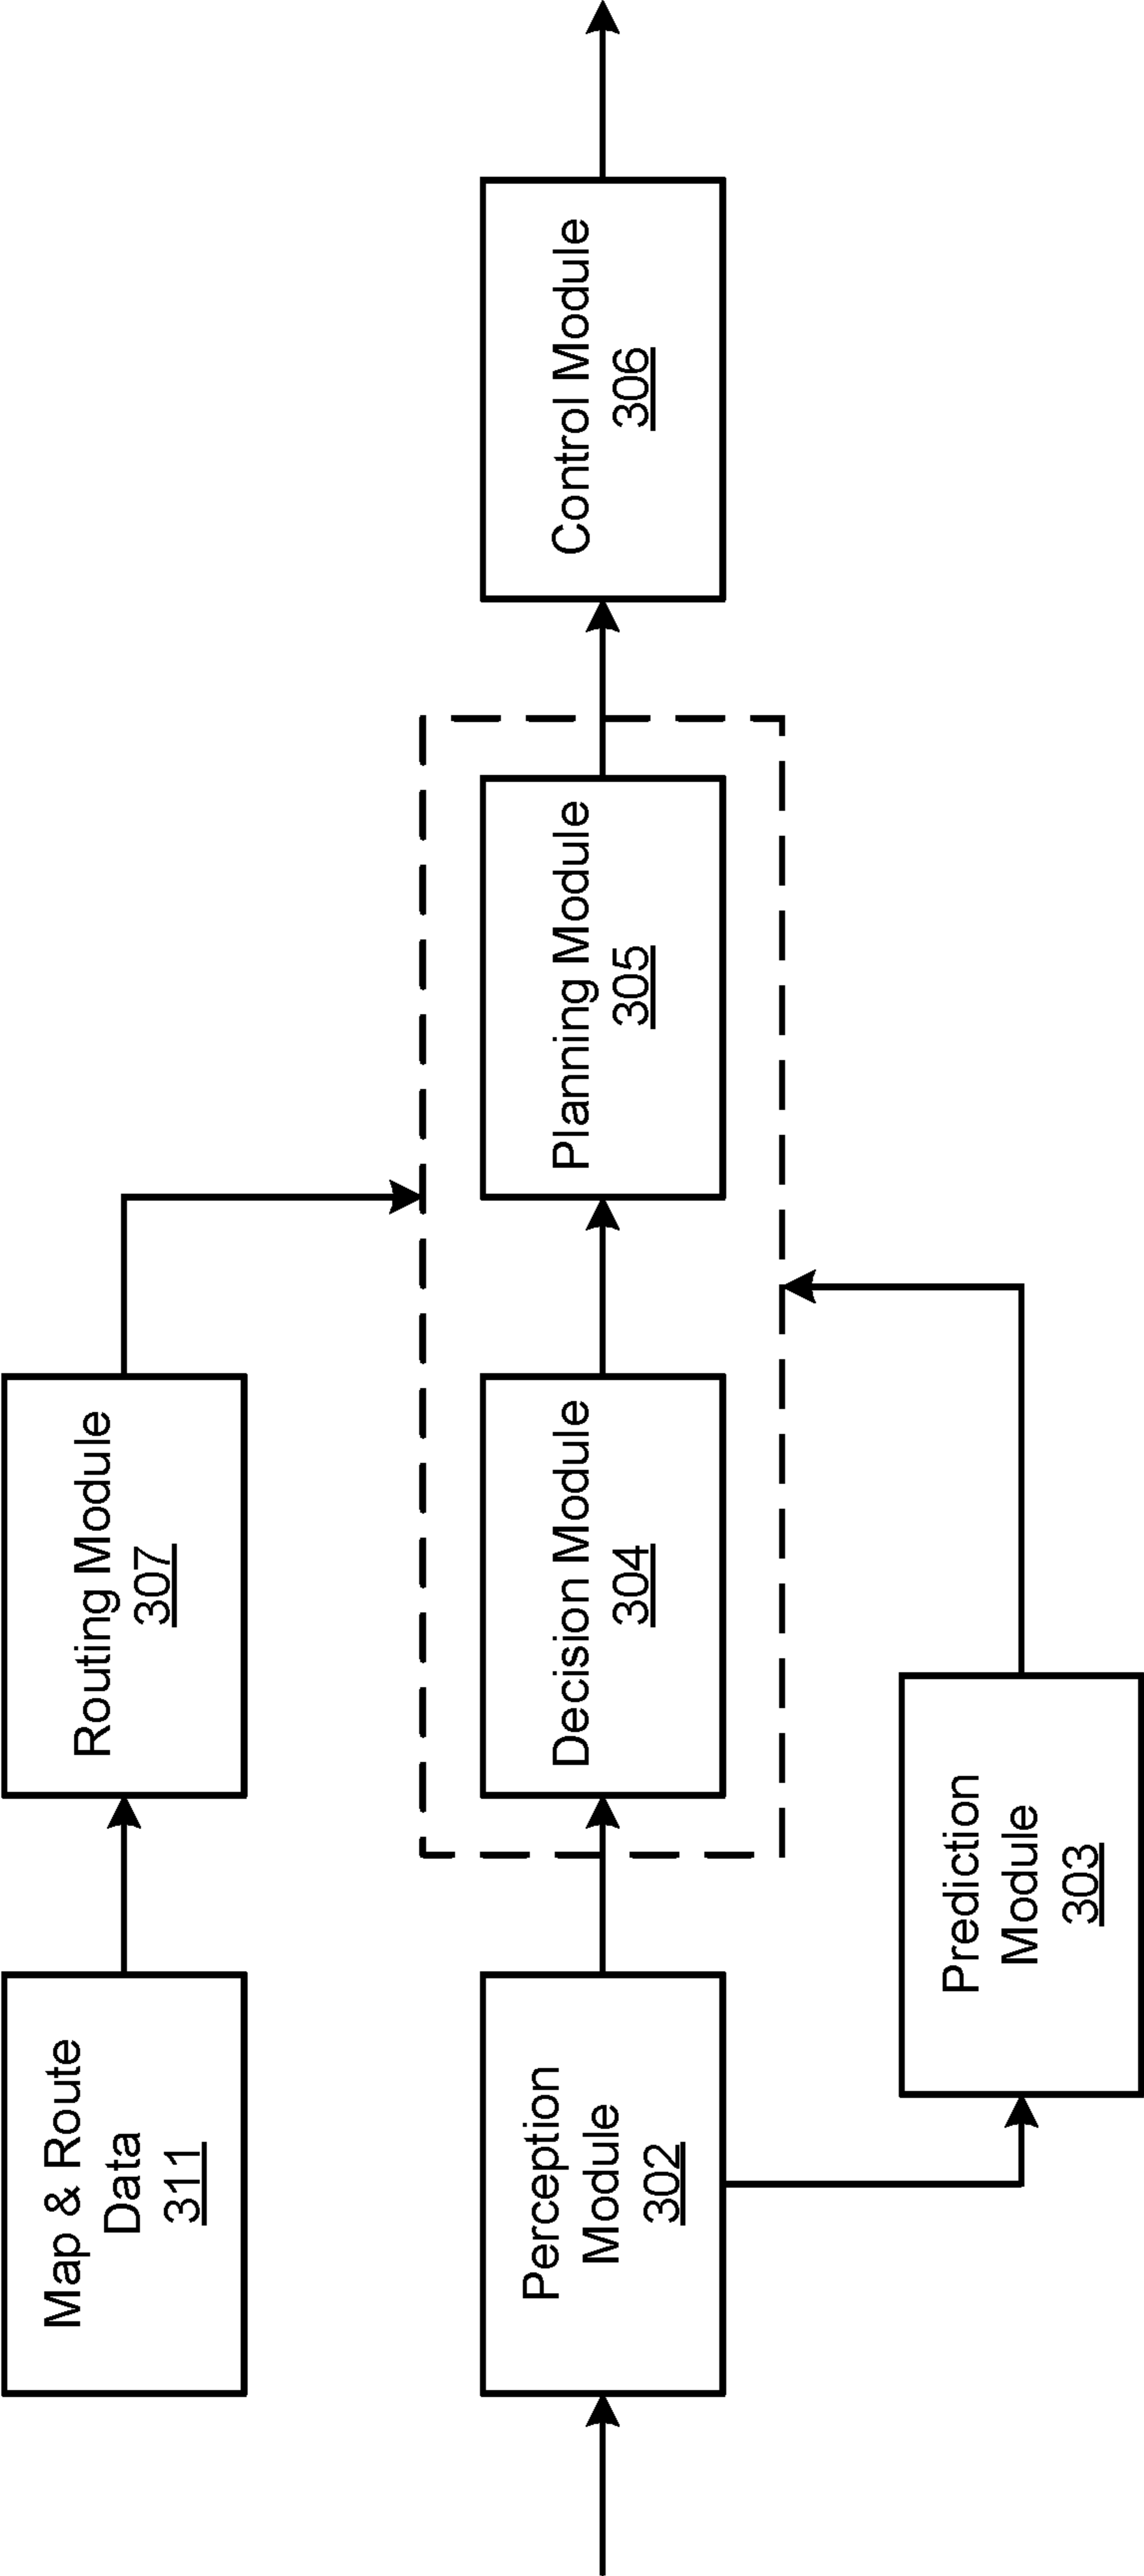 Map & Route
Data
311
Routing Module
307
Perception
Module
302
Decision Module
304
Planning Module
305
Control Module
306
Prediction
Module
303